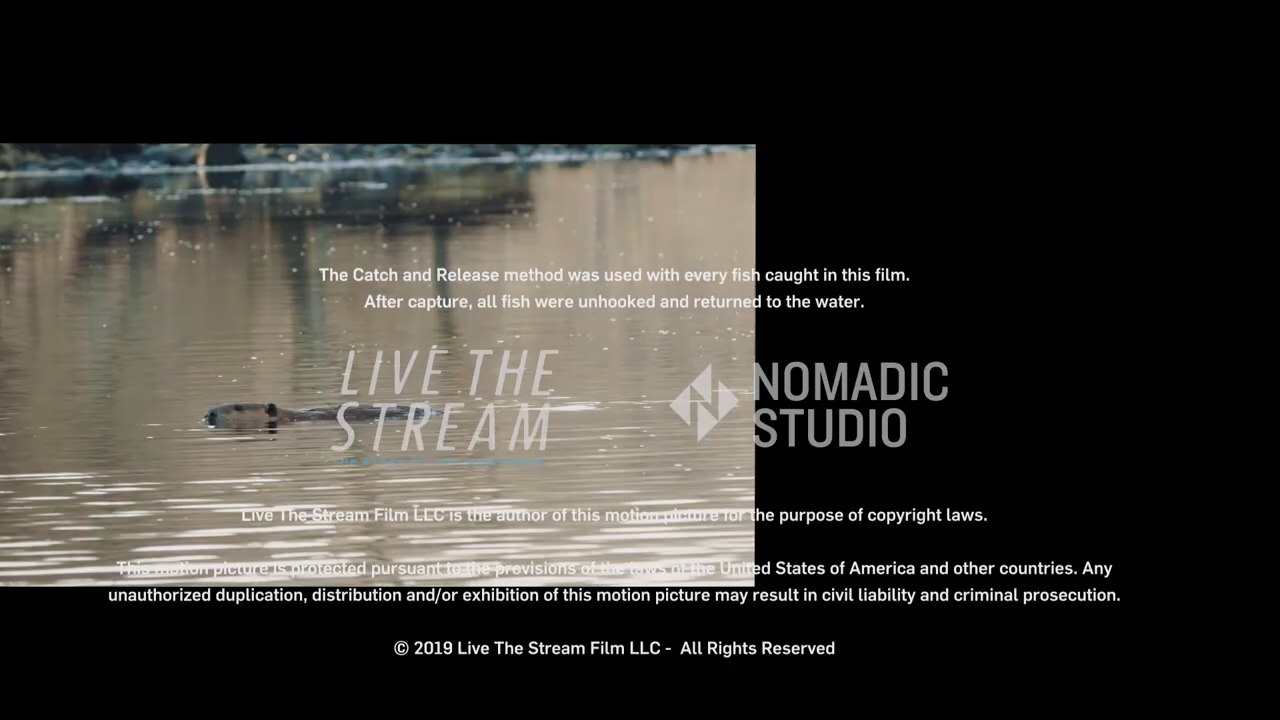 The Catch and Release method was used with every fish caught in this film.
After capture, all fish were unhooked and returned to the water.
LIVE THE
STREAM
NOMADIC
STUDIO
Live The Stream Film LLC is the author of this motion picture for the purpose of copyright laws.
This motion picture is protected pursuant to the provisions of the laws of the United States of America and other countries. Any
unauthorized duplication, distribution and/or exhibition of this motion picture may result in civil liability and criminal prosecution.
© 2019 Live The Stream Film LLC - All Rights Reserved